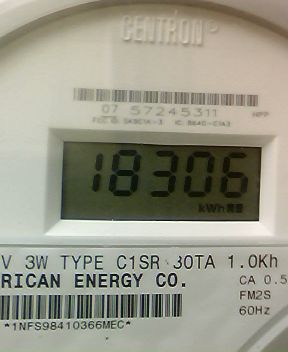 CENTRON®
07 57245311
18306
kWh
V 3W TYPE C1SR 30TA 1.0Kh
RICAN ENERGY CO.
CA 0.5
FM2S
60Hz
*1NFS98410366MEC*